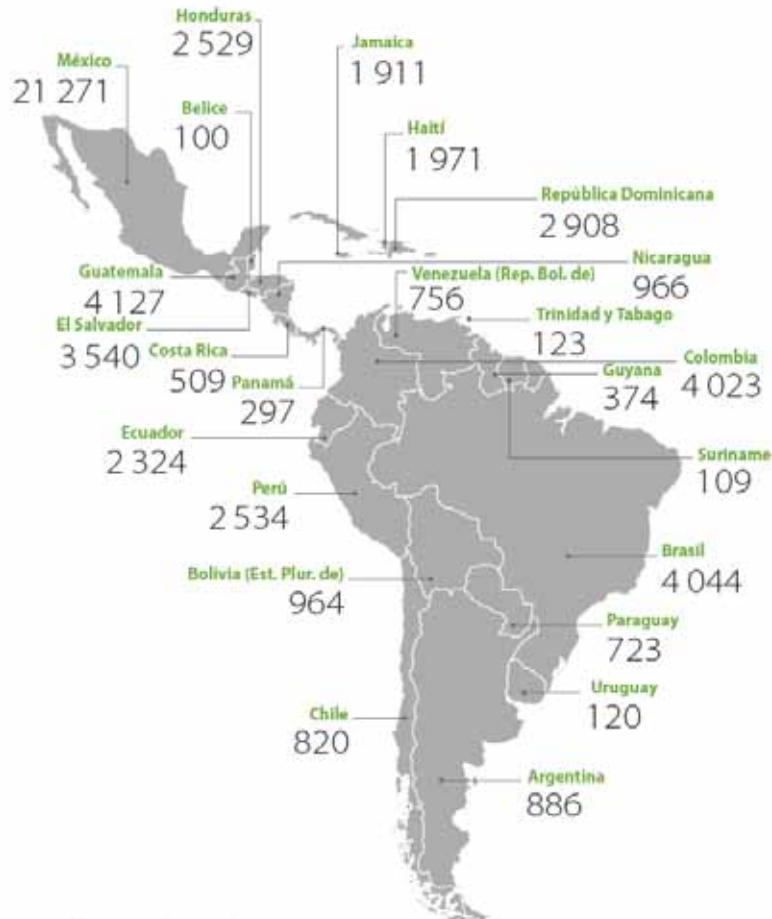 Honduras
2 529
Jamaica
1 911
México
21 271
Belice
100
Haití
1 971
República Dominicana
2 908
Nicaragua
966
Guatemala
4 127
Venezuela (Rep. Bol. de)
756
Trinidad y Tabago
123
El Salvador
3 540
Costa Rica
509
Panamá
297
Colombia
4 023
Guyana
374
Ecuador
2 324
Suriname
109
Perú
2 534
Brasil
4 044
Bolivia (Est. Plur. de)
964
Paraguay
723
Uruguay
120
Chile
820
Argentina
886